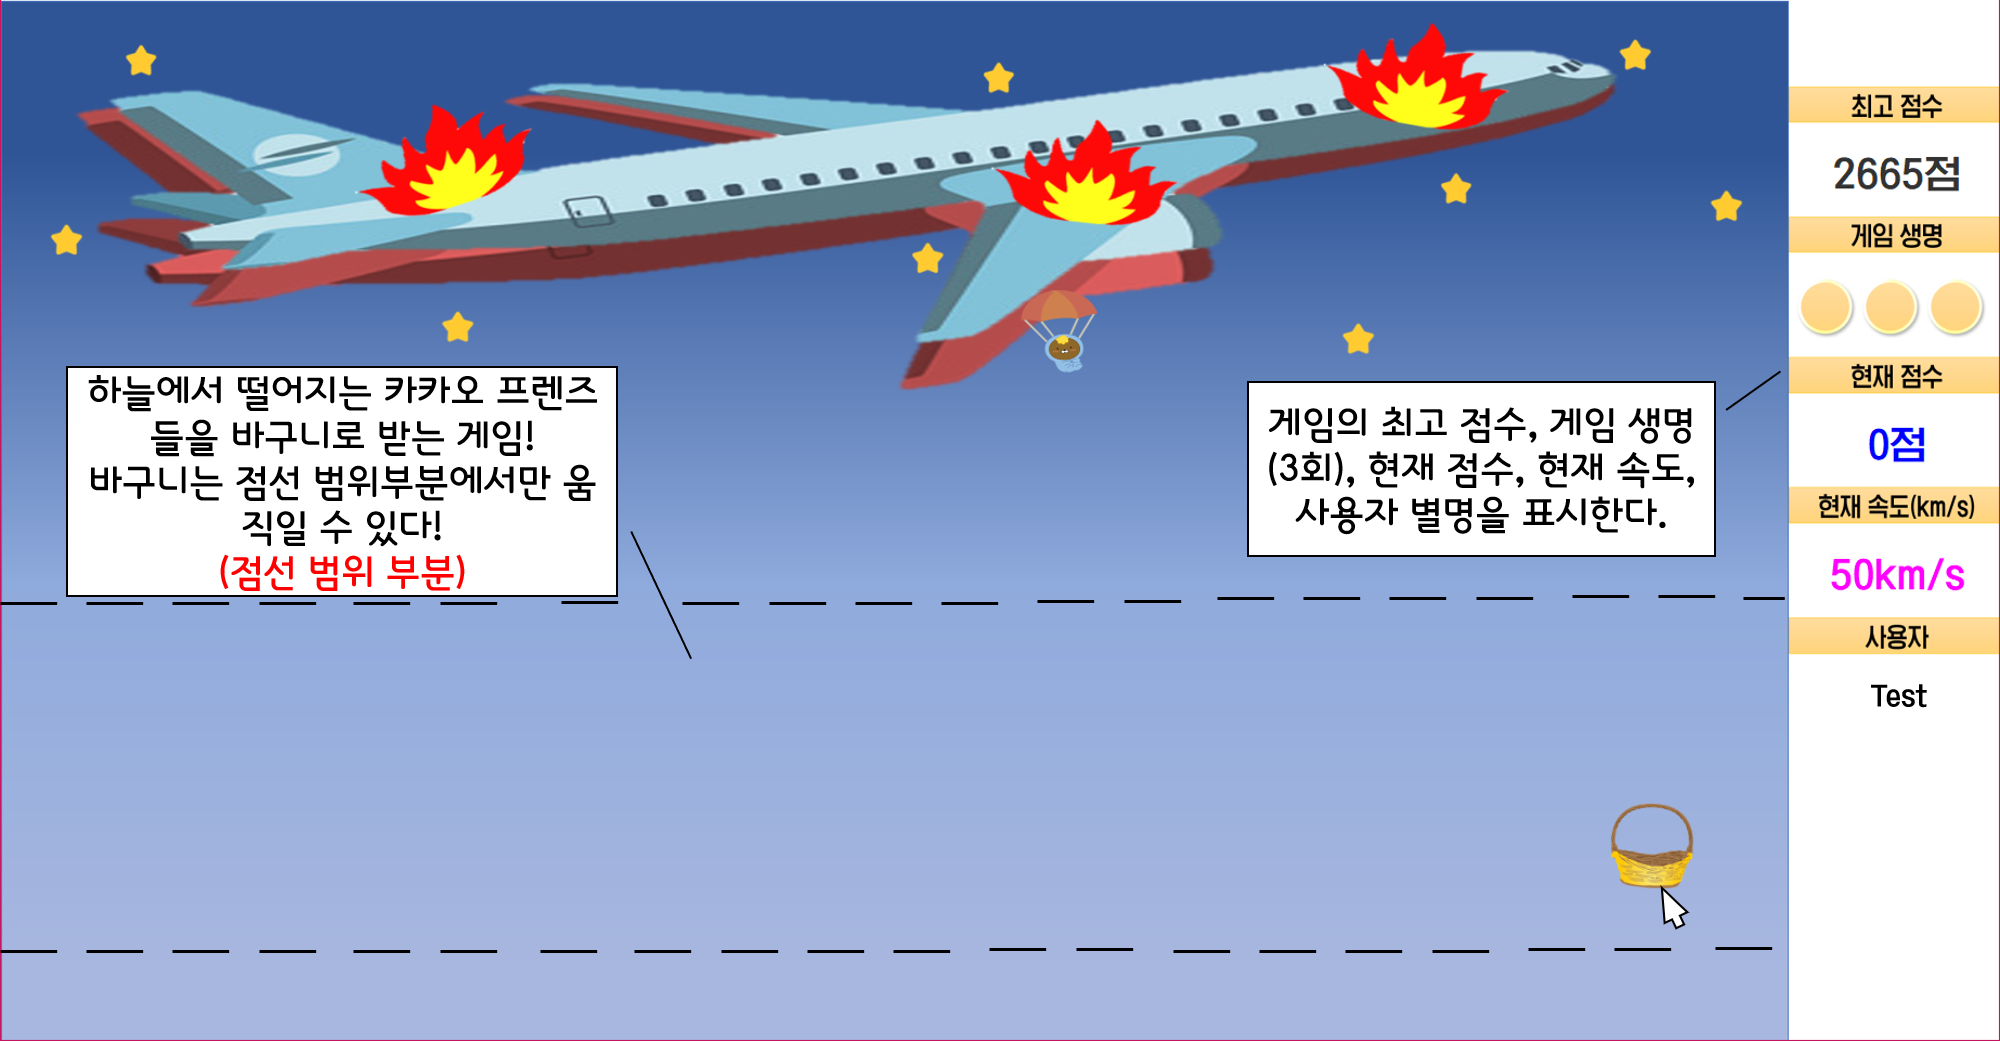 하늘에서 떨어지는 카카오 프렌즈
들을 바구니로 받는 게임!
바구니는 점선 범위부분에서만 움
직일 수 있다!
(점선 범위 부분)
게임의 최고 점수, 게임 생명
(3회), 현재 점수, 현재 속도,
사용자 별명을 표시한다.
최고 점수
2665점
게임 생명
현재 점수
0점
현재 속도(km/s)
50km/s
사용자
Test